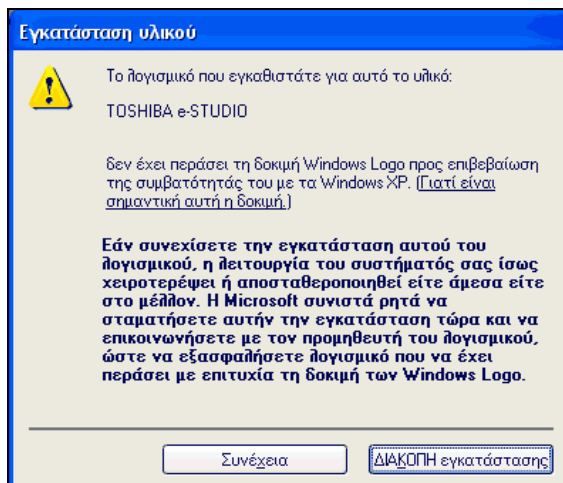 Εγκατάσταση υλικού
Το λογισμικό που εγκαθιστάτε για αυτό το υλικό:
TOSHIBA e-STUDIO
δεν έχει περάσει τη δοκιμή Windows Logo προς επιβεβαίωση
της συμβατότητάς του με τα Windows XP. (Γιατί είναι
σημαντική αυτή η δοκιμή.)
Εάν συνεχίσετε την εγκατάσταση αυτού του
λογισμικού, η λειτουργία του συστήματός σας ίσως
χειροτερέψει ή αποσταθεροποιηθεί είτε άμεσα είτε
στο μέλλον. Η Microsoft συνιστά ρητά να
σταματήσετε αυτήν την εγκατάσταση τώρα και να
επικοινωνήσετε με τον προμηθευτή του λογισμικού,
ώστε να εξασφαλήσετε λογισμικό που να έχει
περάσει με επιτυχία τη δοκιμή των Windows Logo.
Συνέχεια
ΔΙΑΚΟΠΗ εγκατάστασης